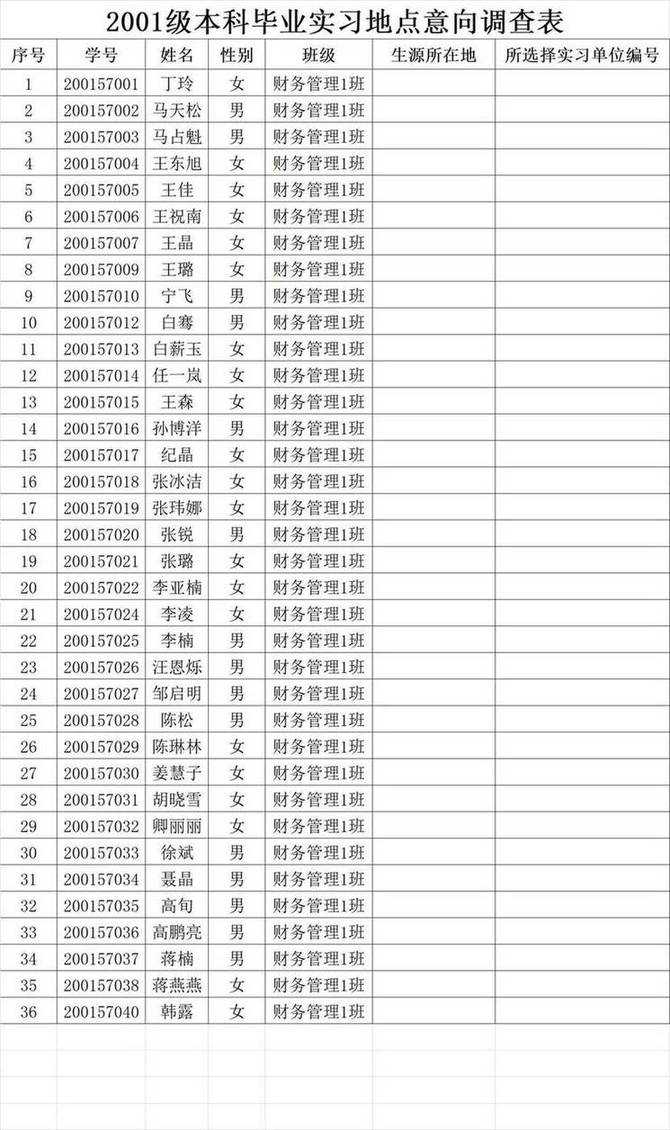 2001级本科毕业实习地点意向调查表
序号 学号 姓名 性别 班级 生源所在地 所选择实习单位编号
1 200157001 丁玲 女 财务管理1班
2 200157002 马天松 男 财务管理1班
3 200157003 马占魁 男 财务管理1班
4 200157004 王东旭 女 财务管理1班
5 200157005 王佳 女 财务管理1班
6 200157006 王祝南 女 财务管理1班
7 200157007 王晶 女 财务管理1班
8 200157009 王璐 女 财务管理1班
9 200157010 宁飞 男 财务管理1班
10 200157012 白骞 男 财务管理1班
11 200157013 白薪玉 女 财务管理1班
12 200157014 任一岚 女 财务管理1班
13 200157015 王森 女 财务管理1班
14 200157016 孙博洋 男 财务管理1班
15 200157017 纪晶 女 财务管理1班
16 200157018 张冰洁 女 财务管理1班
17 200157019 张玮娜 女 财务管理1班
18 200157020 张锐 男 财务管理1班
19 200157021 张璐 女 财务管理1班
20 200157022 李亚楠 女 财务管理1班
21 200157024 李凌 女 财务管理1班
22 200157025 李楠 男 财务管理1班
23 200157026 汪恩烁 男 财务管理1班
24 200157027 邹启明 男 财务管理1班
25 200157028 陈松 男 财务管理1班
26 200157029 陈琳林 女 财务管理1班
27 200157030 姜慧子 女 财务管理1班
28 200157031 胡晓雪 女 财务管理1班
29 200157032 卿丽丽 女 财务管理1班
30 200157033 徐斌 男 财务管理1班
31 200157034 聂晶 男 财务管理1班
32 200157035 高旬 男 财务管理1班
33 200157036 高鹏亮 男 财务管理1班
34 200157037 蒋楠 男 财务管理1班
35 200157038 蒋燕燕 女 财务管理1班
36 200157040 韩露 女 财务管理1班